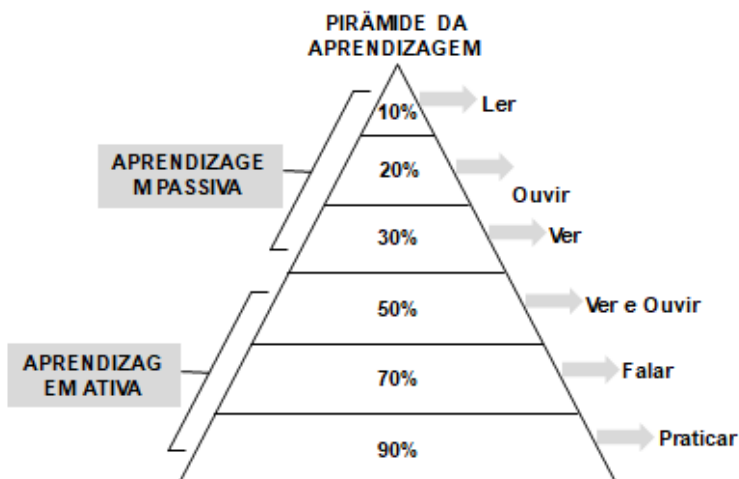 PIRÂMIDE DA
APRENDIZAGEM
10%
Ler
APRENDIZAGE
M PASSIVA
20%
Ouvir
30%
Ver
50%
Ver e Ouvir
APRENDIZAG
EM ATIVA
70%
Falar
90%
Praticar